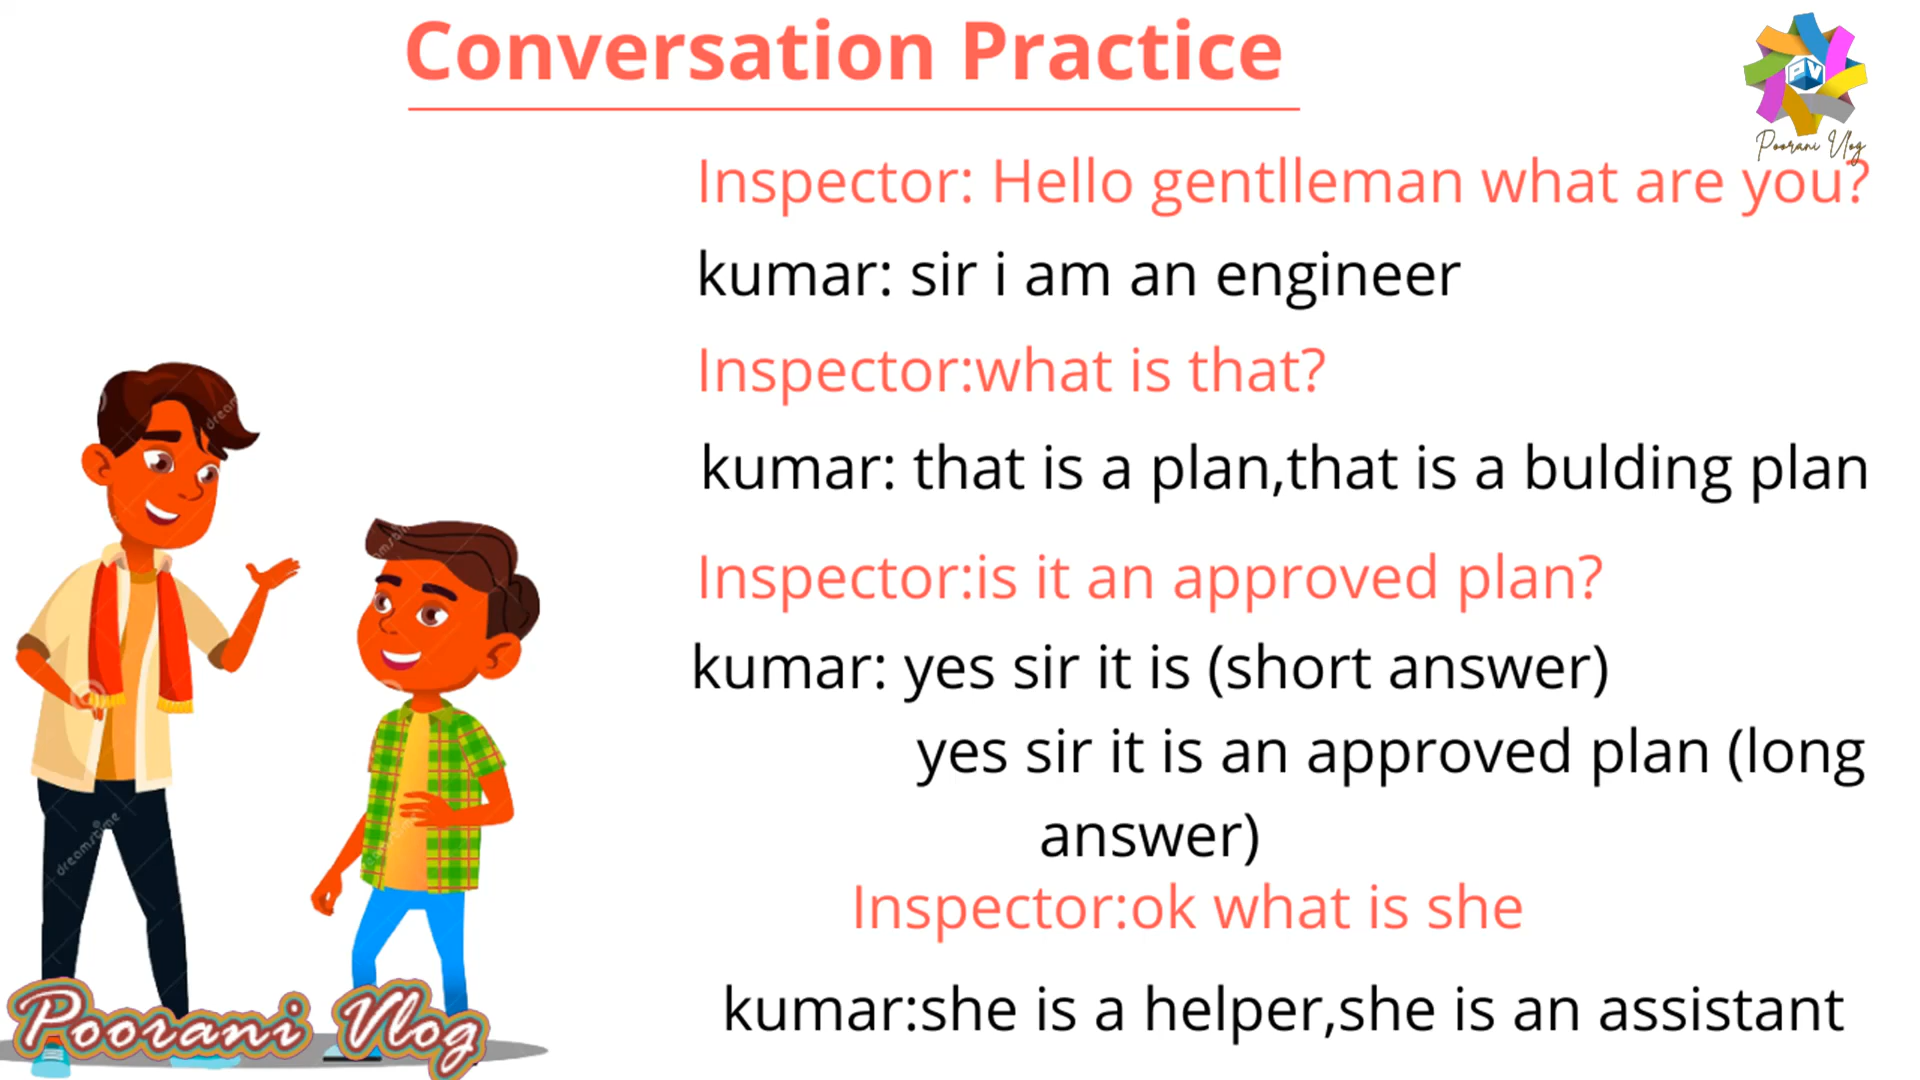 Conversation Practice
PV
Poorani Vlog
Inspector: Hello gentlleman what are you?
kumar: sir i am an engineer
Inspector:what is that?
kumar: that is a plan,that is a bulding plan
Inspector:is it an approved plan?
kumar: yes sir it is (short answer)
yes sir it is an approved plan (long
answer)
Inspector:ok what is she
kumar:she is a helper,she is an assistant
dreamstime
Poorani Vlog